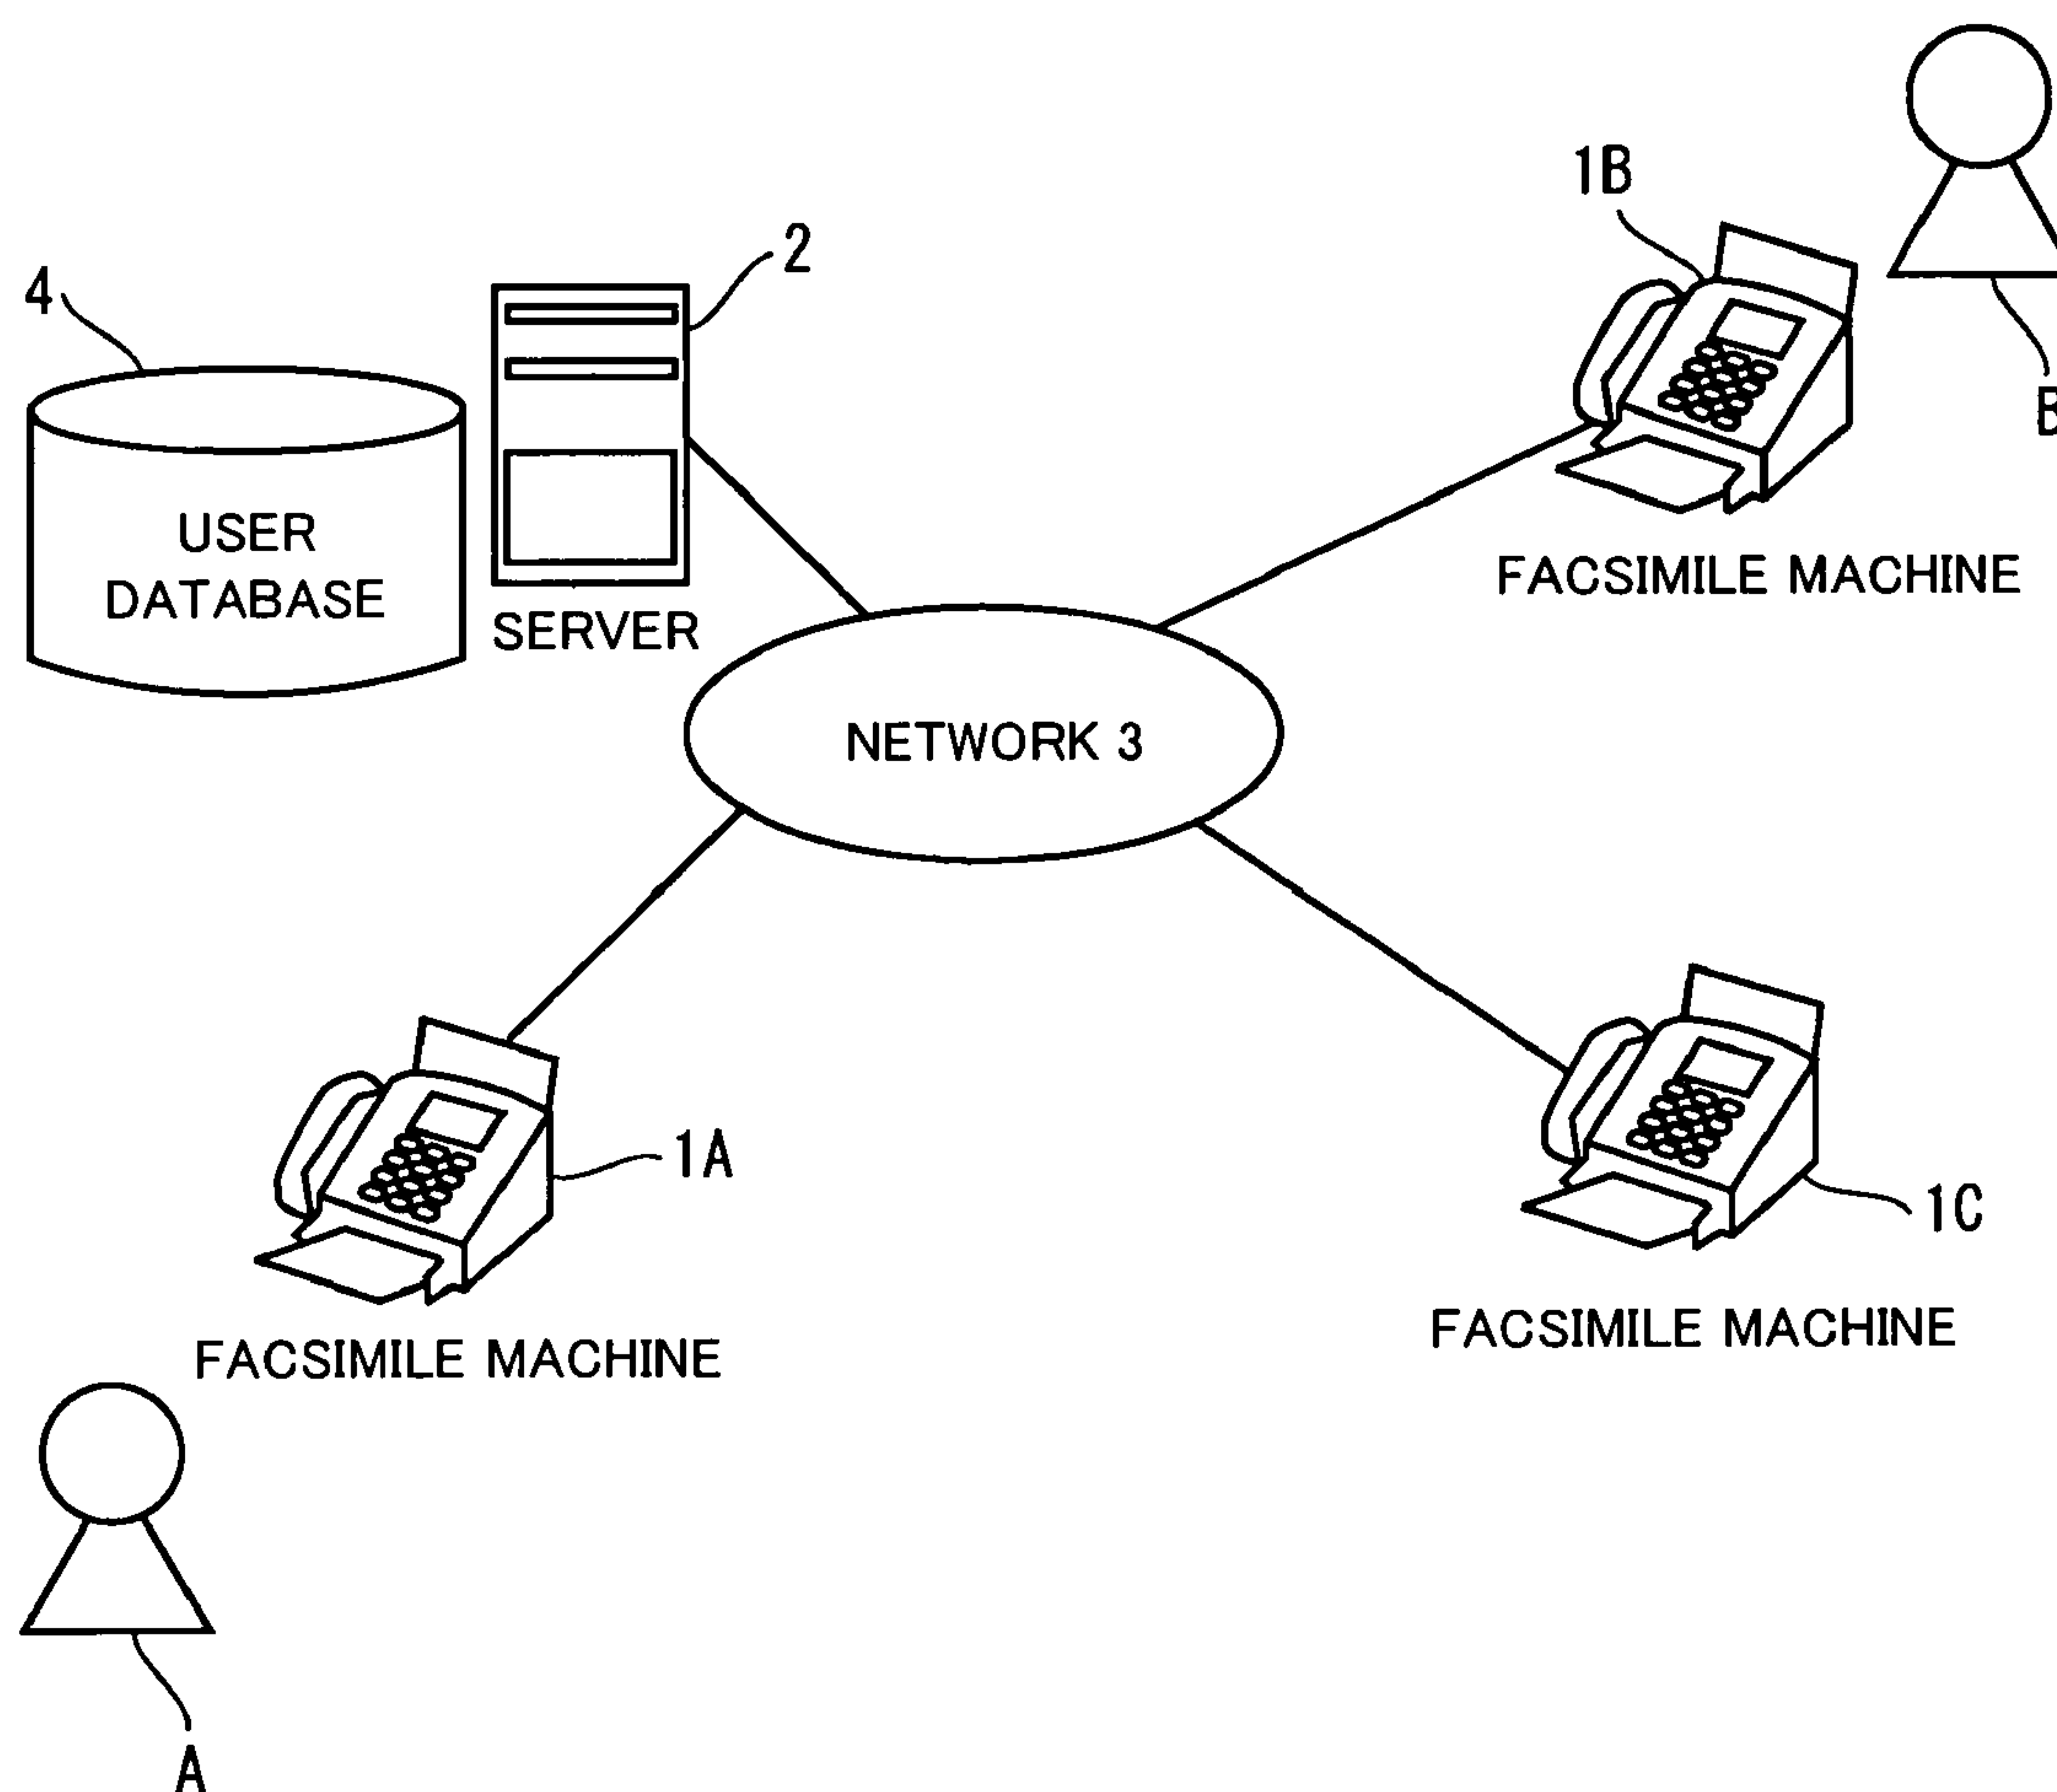 1B
2
4
B
USER
DATABASE
SERVER
FACSIMILE MACHINE
NETWORK 3
1A
1C
FACSIMILE MACHINE
FACSIMILE MACHINE
A